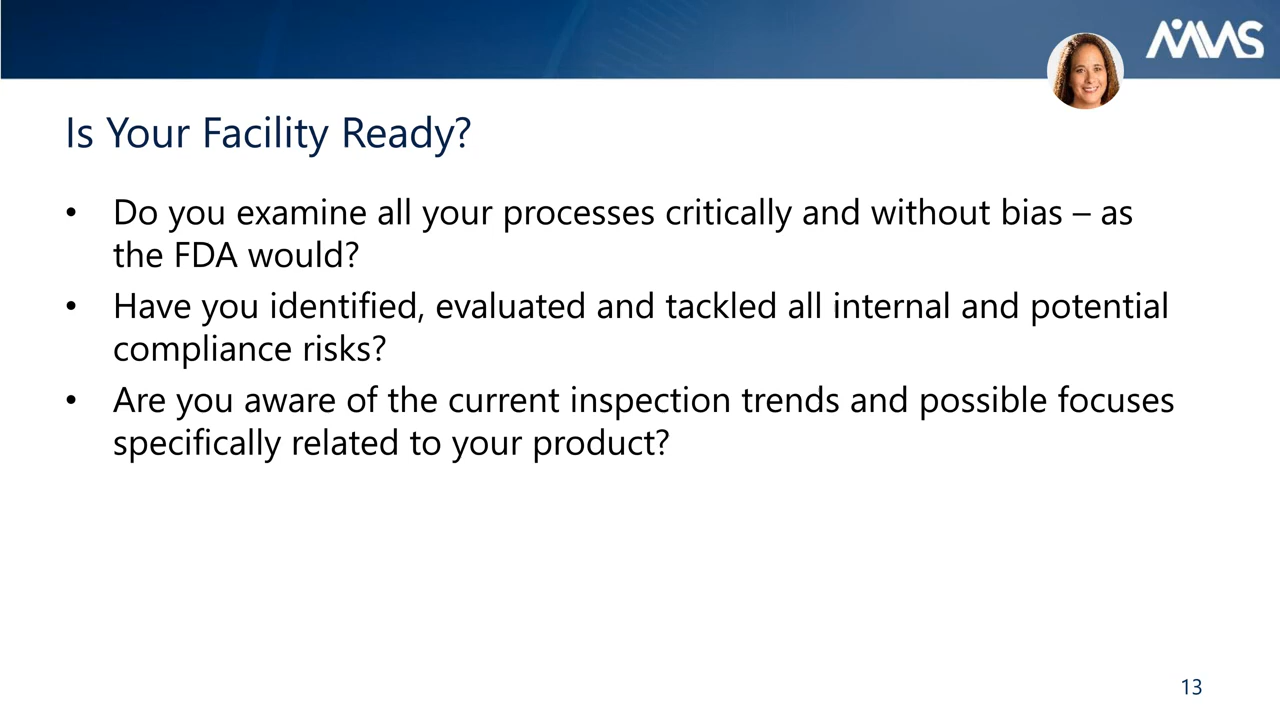 MMS
Is Your Facility Ready?
• Do you examine all your processes critically and without bias – as
the FDA would?
• Have you identified, evaluated and tackled all internal and potential
compliance risks?
• Are you aware of the current inspection trends and possible focuses
specifically related to your product?
13